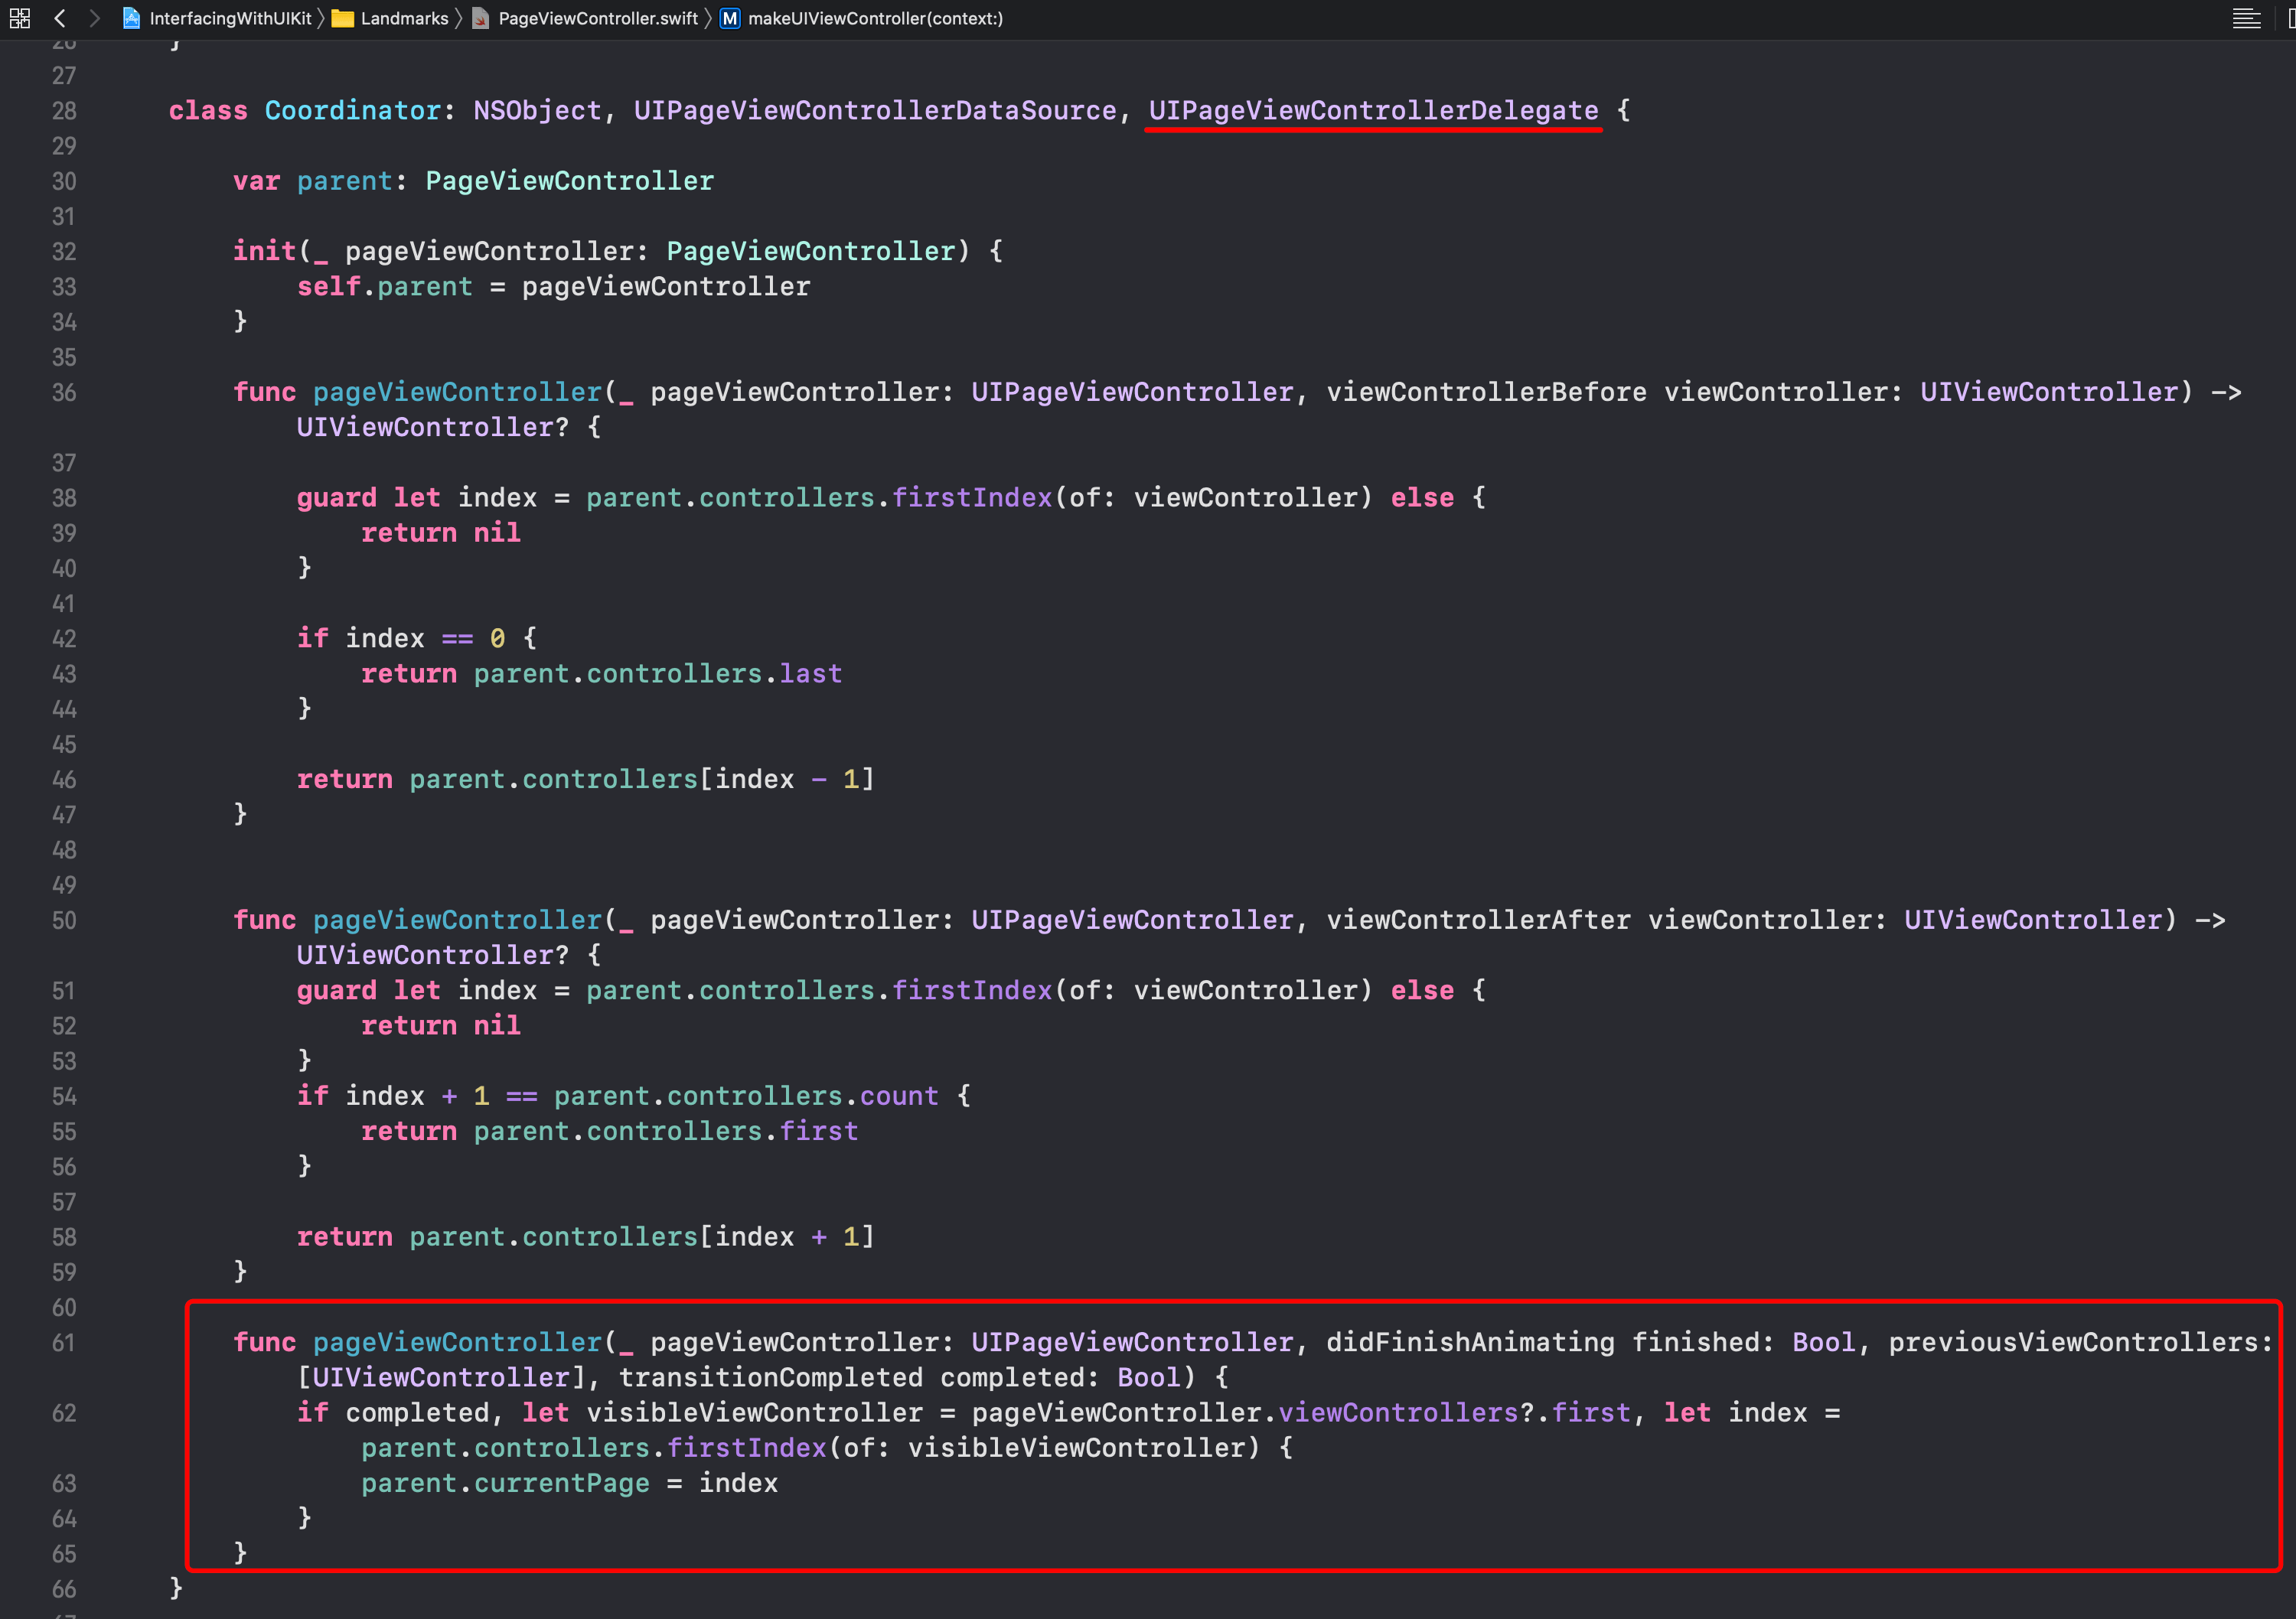 InterfacingWithUIKit Landmarks PageViewController.swift M makeUIViewController(context:)
26 }
27
28 class Coordinator: NSObject, UIPageViewControllerDataSource, UIPageViewControllerDelegate {
29
30 var parent: PageViewController
31
32 init(_ pageViewController: PageViewController) {
33 self.parent = pageViewController
34 }
35
36 func pageViewController(_ pageViewController: UIPageViewController, viewControllerBefore viewController: UIViewController) ->
UIViewController? {
37
38 guard let index = parent.controllers.firstIndex(of: viewController) else {
39 return nil
40 }
41
42 if index == 0 {
43 return parent.controllers.last
44 }
45
46 return parent.controllers[index - 1]
47 }
48
49
50 func pageViewController(_ pageViewController: UIPageViewController, viewControllerAfter viewController: UIViewController) ->
UIViewController? {
51 guard let index = parent.controllers.firstIndex(of: viewController) else {
52 return nil
53 }
54 if index + 1 == parent.controllers.count {
55 return parent.controllers.first
56 }
57
58 return parent.controllers[index + 1]
59 }
60
61 func pageViewController(_ pageViewController: UIPageViewController, didFinishAnimating finished: Bool, previousViewControllers:
[UIViewController], transitionCompleted completed: Bool) {
62 if completed, let visibleViewController = pageViewController.viewControllers?.first, let index =
parent.controllers.firstIndex(of: visibleViewController) {
63 parent.currentPage = index
64 }
65 }
66 }